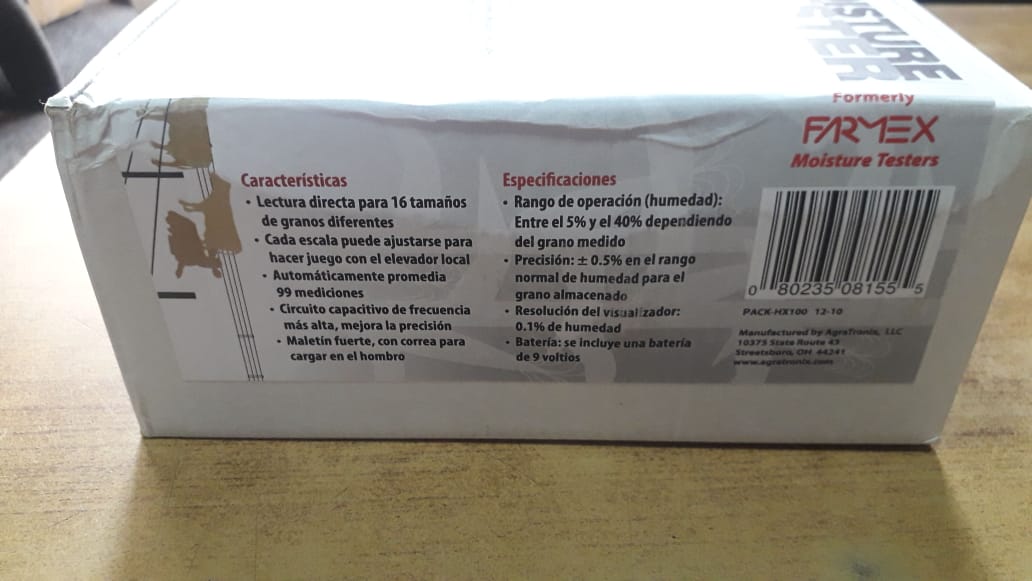 Formerly
FARMEX
Moisture Testers
Características
• Lectura directa para 16 tamaños
de granos diferentes
• Cada escala puede ajustarse para
hacer juego con el elevador local
• Automáticamente promedia
99 mediciones
• Circuito capacitivo de frecuencia
más alta, mejora la precisión
• Maletín fuerte, con correa para
cargar en el hombro
Especificaciones
• Rango de operación (humedad):
Entre el 5% y el 40% dependiendo
del grano medido
• Precisión: ± 0.5% en el rango
normal de humedad para el
grano almacenado
• Resolución del visualizador:
0.1% de humedad
• Batería: se incluye una batería
de 9 voltios
0 80235 08155 5
PACK-HX100 12-10
Manufactured by AgraTronix, LLC
10375 State Route 43
Streetsboro, OH 44241
www.agratronix.com